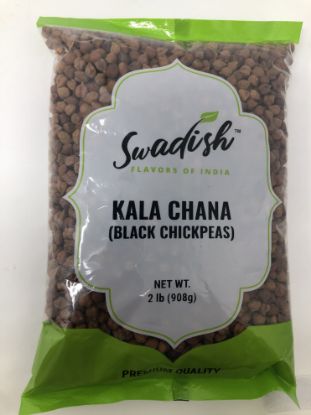 Swadish™
FLAVORS OF INDIA
KALA CHANA
(BLACK CHICKPEAS)
NET WT.
2 lb (908g)
PREMIUM QUALITY